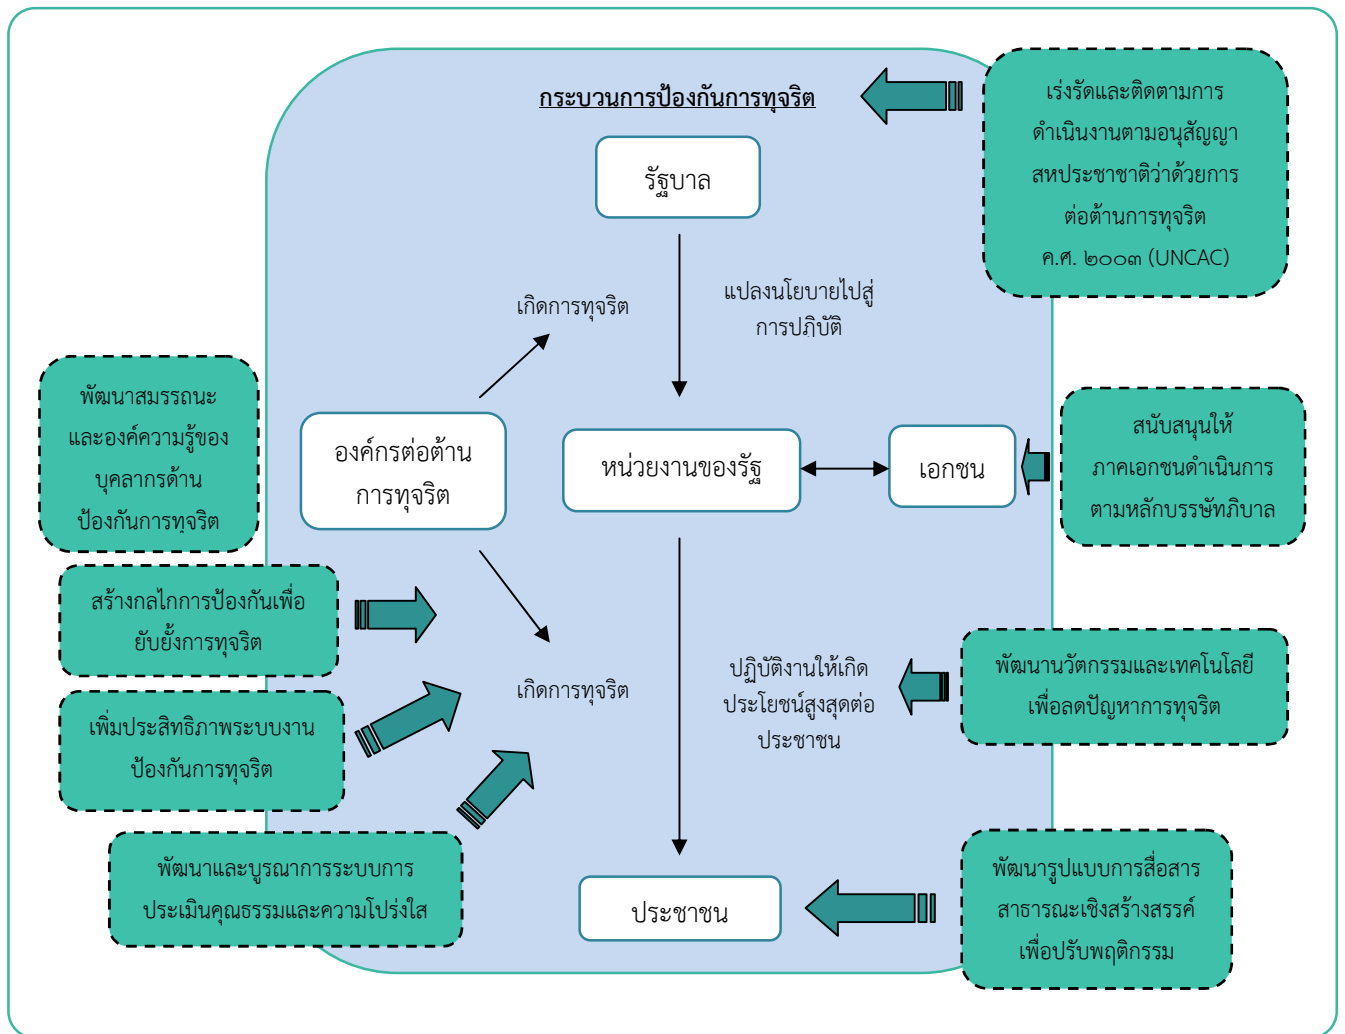 กระบวนการป้องกันการทุจริต
เร่งรัดและติดตามการ
ดำเนินงานตามอนุสัญญา
สหประชาชาติว่าด้วยการ
ต่อต้านการทุจริต
ค.ศ. ๒๐๐๓ (UNCAC)
รัฐบาล
เกิดการทุจริต
แปลงนโยบายไปสู่
การปฏิบัติ
พัฒนาสมรรถนะ
และองค์ความรู้ของ
บุคลากรด้าน
ป้องกันการทุจริต
องค์กรต่อต้าน
การทุจริต
หน่วยงานของรัฐ
เอกชน
สนับสนุนให้
ภาคเอกชนดำเนินการ
ตามหลักบรรษัทภิบาล
สร้างกลไกการป้องกันเพื่อ
ยับยั้งการทุจริต
เกิดการทุจริต
ปฏิบัติงานให้เกิด
ประโยชน์สูงสุดต่อ
ประชาชน
พัฒนานวัตกรรมและเทคโนโลยี
เพื่อลดปัญหาการทุจริต
เพิ่มประสิทธิภาพระบบงาน
ป้องกันการทุจริต
พัฒนาและบูรณาการระบบการ
ประเมินคุณธรรมและความโปร่งใส
ประชาชน
พัฒนารูปแบบการสื่อสาร
สาธารณะเชิงสร้างสรรค์
เพื่อปรับพฤติกรรม